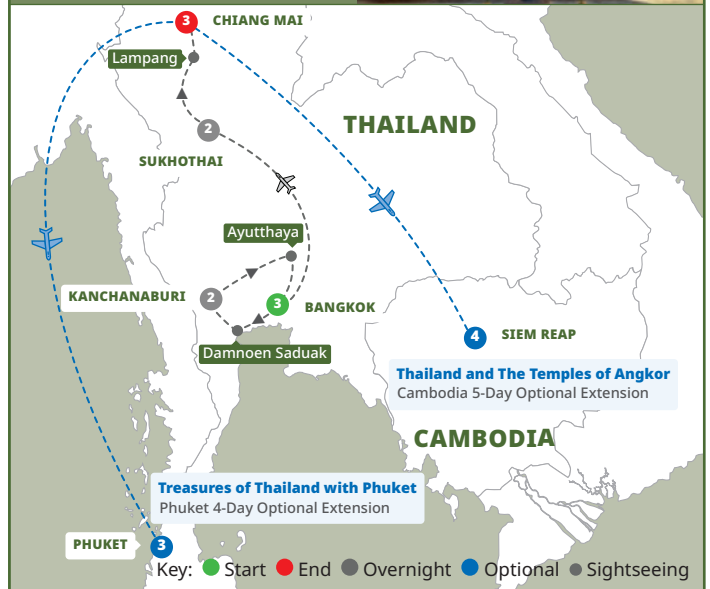 3 CHIANG MAI
Lampang
THAILAND
2
SUKHOTHAI
Ayutthaya
KANCHANABURI 2
3 BANGKOK
4 SIEM REAP
Damnoen Saduak
Thailand and The Temples of Angkor
Cambodia 5-Day Optional Extension
CAMBODIA
Treasures of Thailand with Phuket
Phuket 4-Day Optional Extension
PHUKET 3
Key: Start End Overnight Optional Sightseeing